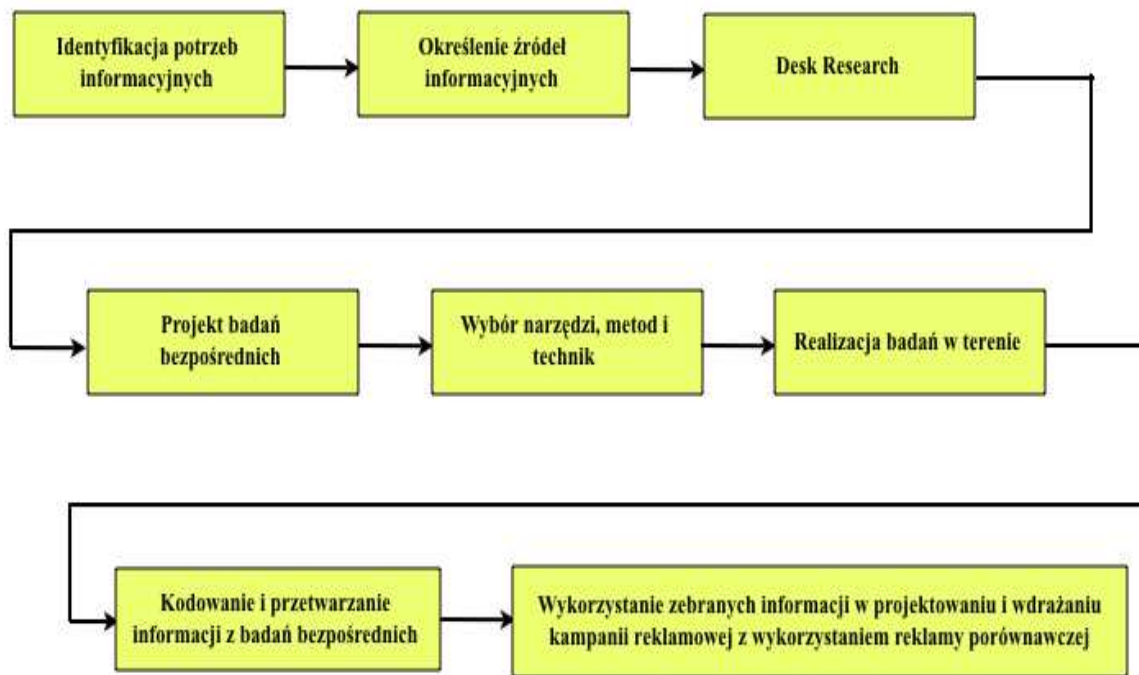 Identyfikacja potrzeb
informacyjnych
Określenie źródeł
informacyjnych
Desk Research
Projekt badań
bezpośrednich
Wybór narzędzi, metod i
technik
Realizacja badań w terenie
Kodowanie i przetwarzanie
informacji z badań bezpośrednich
Wykorzystanie zebranych informacji w projektowaniu i wdrażaniu
kampanii reklamowej z wykorzystaniem reklamy porównawczej